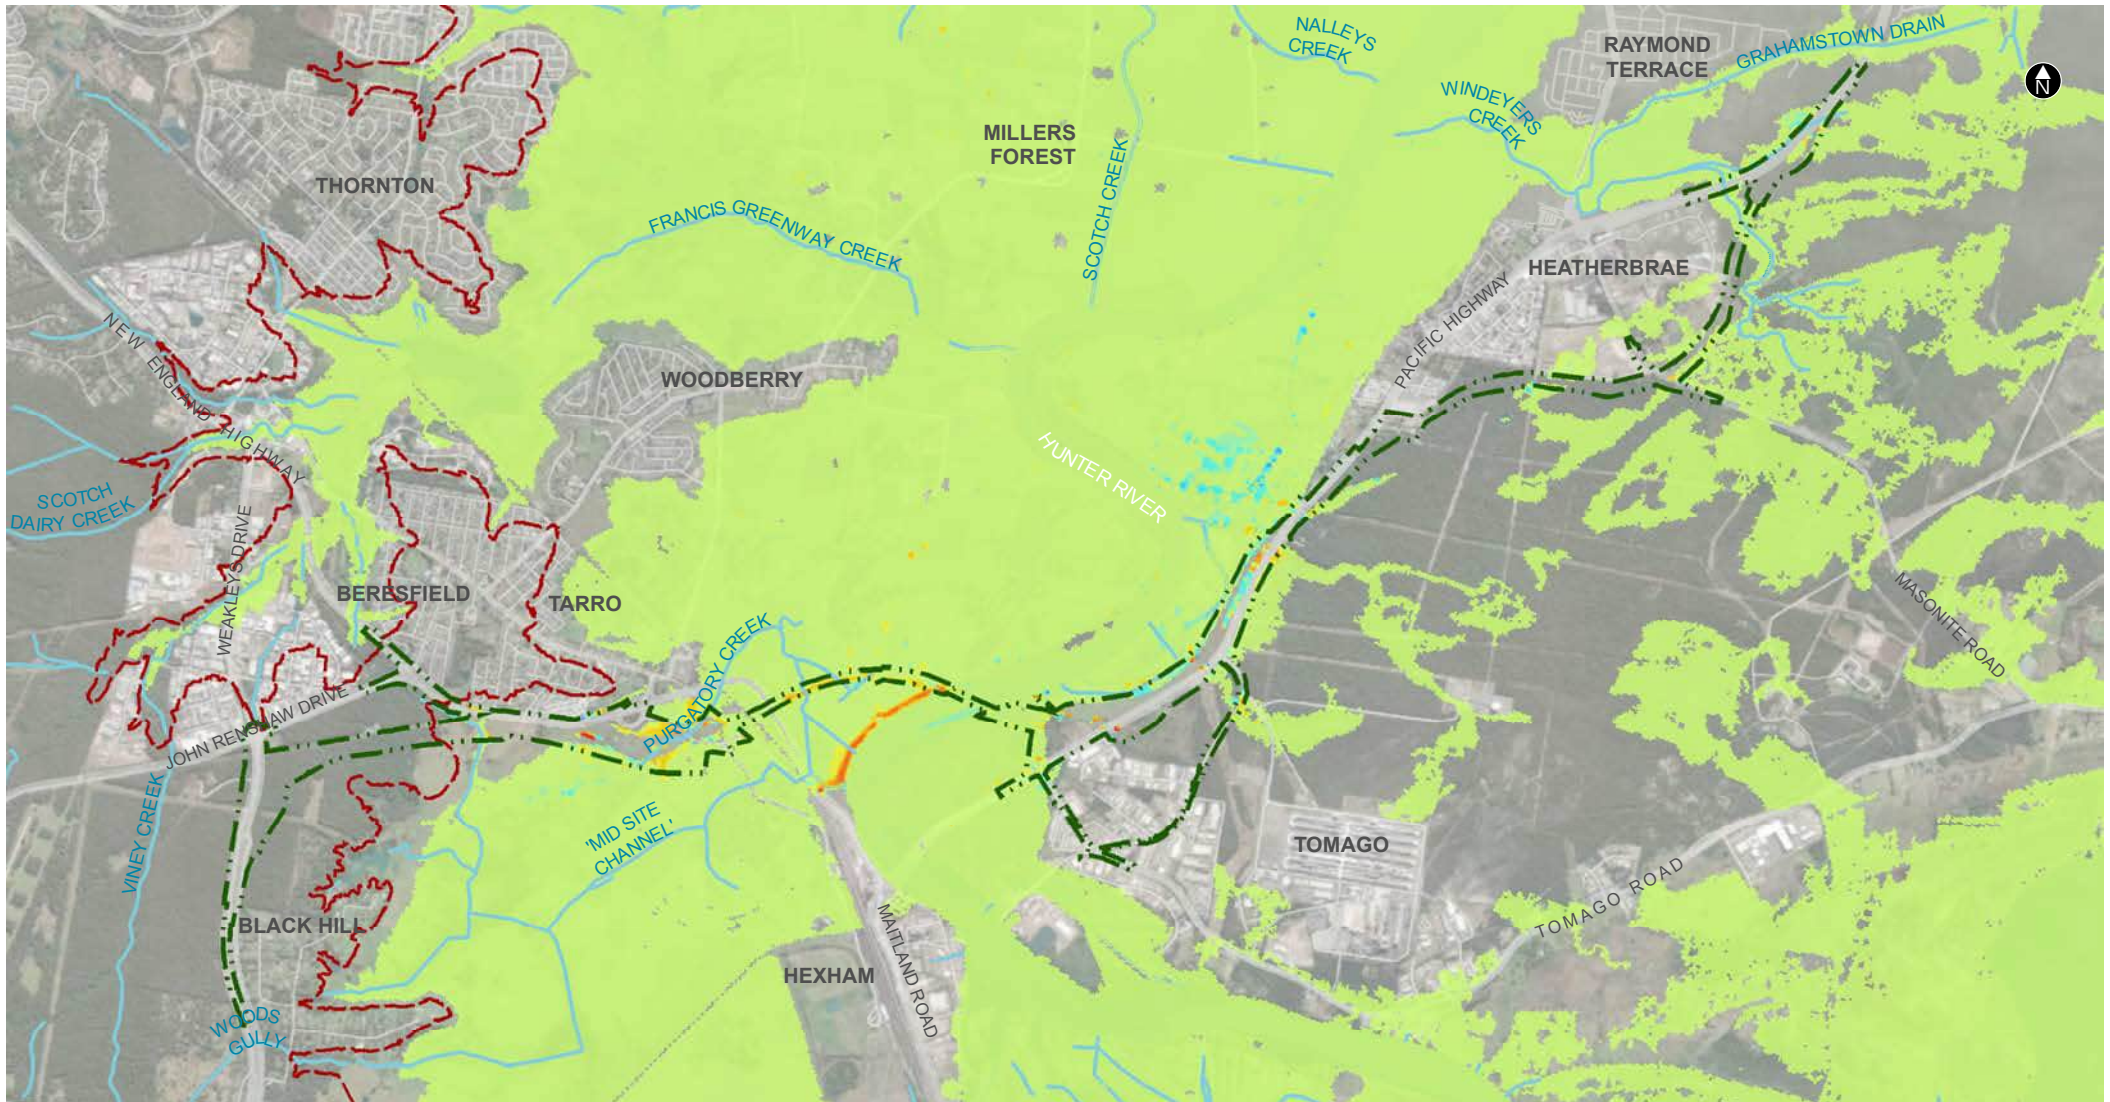 NALLEYS
CREEK
RAYMOND
TERRACE
GRAHAMSTOWN DRAIN
N
WINDEYERS
CREEK
MILLERS
FOREST
THORNTON
SCOTCH CREEK
FRANCIS GREENWAY CREEK
HEATHERBRAE
PACIFIC HIGHWAY
NEW ENGLAND HIGHWAY
WOODBERRY
HUNTER RIVER
SCOTCH
DAIRY CREEK
WEAKLEYS DRIVE
BERESFIELD
TARRO
MASONITE ROAD
PURGATORY CREEK
JOHN RENSHAW DRIVE
VINEY CREEK
'MID SITE
CHANNEL'
TOMAGO
TOMAGO ROAD
BLACK HILL
MAITLAND ROAD
HEXHAM
WOODS
GULLY